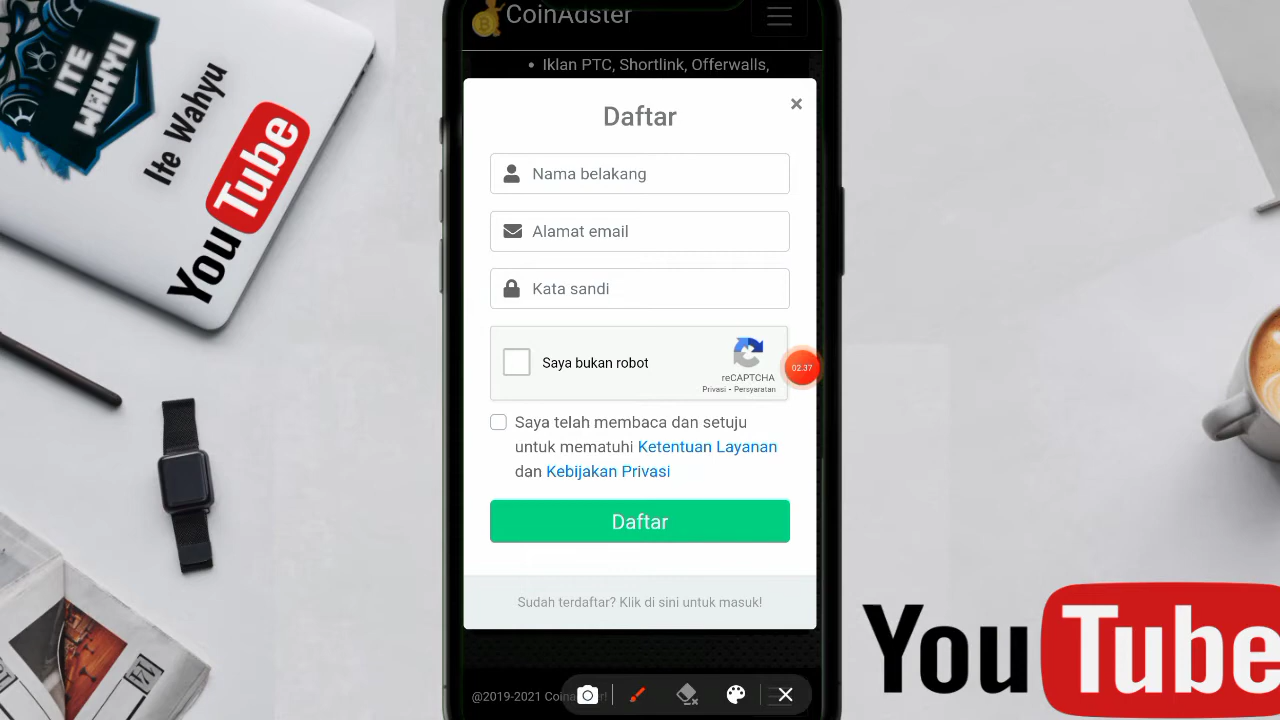 ITE
WAHYU
Ite Wahyu
YouTube
CoinAdster
Iklan PTC, Shortlink, Offerwalls,
Daftar
×
Nama belakang
Alamat email
Kata sandi
Saya bukan robot
reCAPTCHA
Privasi - Persyaratan
02.37
Saya telah membaca dan setuju
untuk mematuhi Ketentuan Layanan
dan Kebijakan Privasi
Daftar
Sudah terdaftar? Klik di sini untuk masuk!
@2019-2021
YouTube